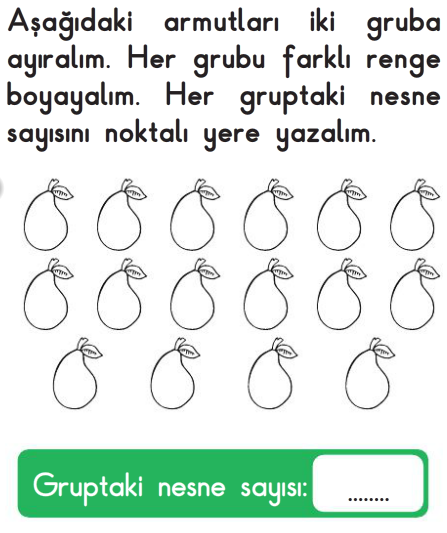 Aşağıdaki armutları iki gruba
ayıralım. Her grubu farklı renge
boyayalım. Her gruptaki nesne
sayısını noktalı yere yazalım.
Gruptaki nesne sayısı: ........